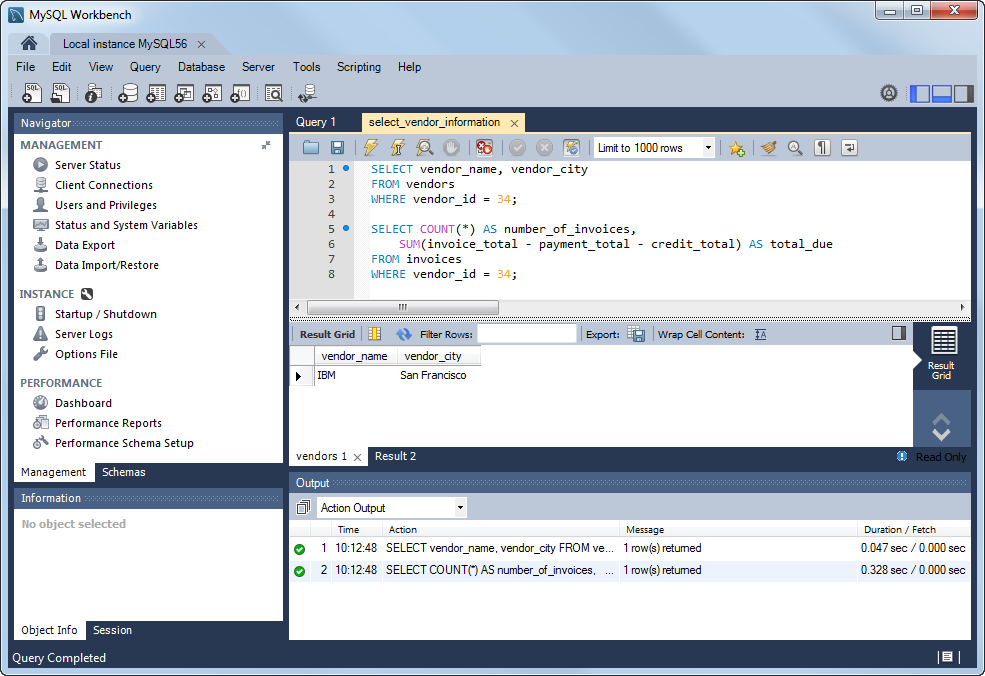 MySQL Workbench
Local instance MySQL56
File Edit View Query Database Server Tools Scripting Help
Navigator
MANAGEMENT
Server Status
Client Connections
Users and Privileges
Status and System Variables
Data Export
Data Import/Restore
INSTANCE
Startup / Shutdown
Server Logs
Options File
PERFORMANCE
Dashboard
Performance Reports
Performance Schema Setup
Management Schemas
Information
No object selected
Object Info Session
Query 1 select_vendor_information
Limit to 1000 rows
1 SELECT vendor_name, vendor_city
2 FROM vendors
3 WHERE vendor_id = 34;
4
5 SELECT COUNT(*) AS number_of_invoices,
6 SUM(invoice_total - payment_total - credit_total) AS total_due
7 FROM invoices
8 WHERE vendor_id = 34;
Result Grid Filter Rows: Export: Wrap Cell Content:
vendor_name vendor_city
IBM San Francisco
Result
Grid
vendors 1 Result 2 Read Only
Output
Action Output
Time Action Message Duration / Fetch
1 10:12:48 SELECT vendor_name, vendor_city FROM ve... 1 row(s) returned 0.047 sec / 0.000 sec
2 10:12:48 SELECT COUNT(*) AS number_of_invoices, ... 1 row(s) returned 0.328 sec / 0.000 sec
Query Completed